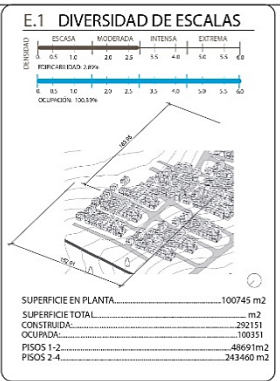 E.1 DIVERSIDAD DE ESCALAS
DENSIDAD
ESCASA MODERADA INTENSA EXTREMA
0 0.5 1.0 2.0 2.5 3.5 4.0 5.0 5.5 6.0
EDIFICABILIDAD: 2.89%
0 0.5 1.0 2.0 2.5 3.5 4.0 5.0 5.5 6.0
OCUPACIÓN: 100.39%
SUPERFICIE EN PLANTA 100745 m2
SUPERFICIE TOTAL m2
CONSTRUIDA: 292151
OCUPADA: 100351
PISOS 1-2 48691m2
PISOS 2-4 243460 m2